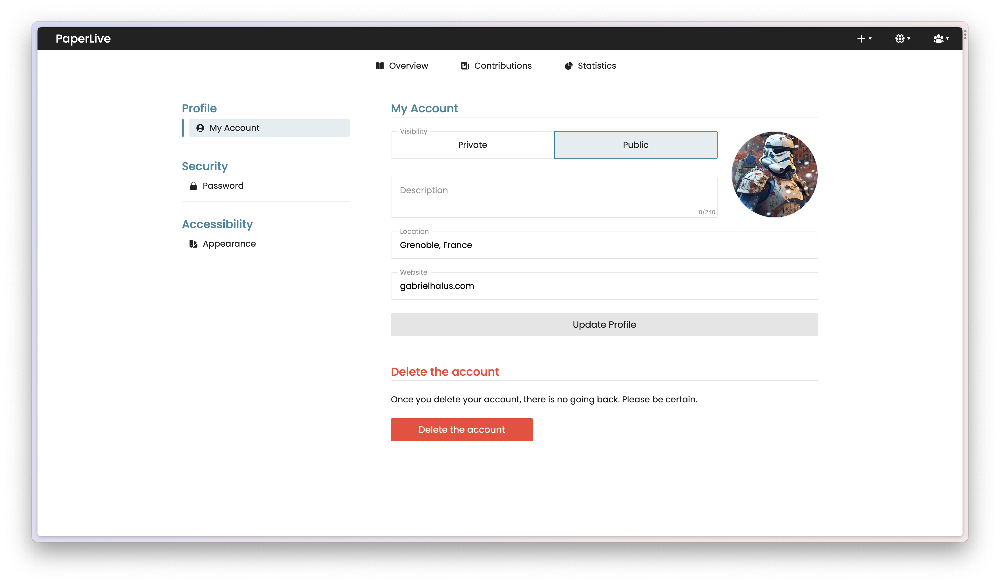 PaperLive
Overview
Contributions
Statistics
Profile
My Account
Security
Password
Accessibility
Appearance
My Account
Visibility
Private
Public
Description
0/240
Location
Grenoble, France
Website
gabrielhalus.com
Update Profile
Delete the account
Once you delete your account, there is no going back. Please be certain.
Delete the account